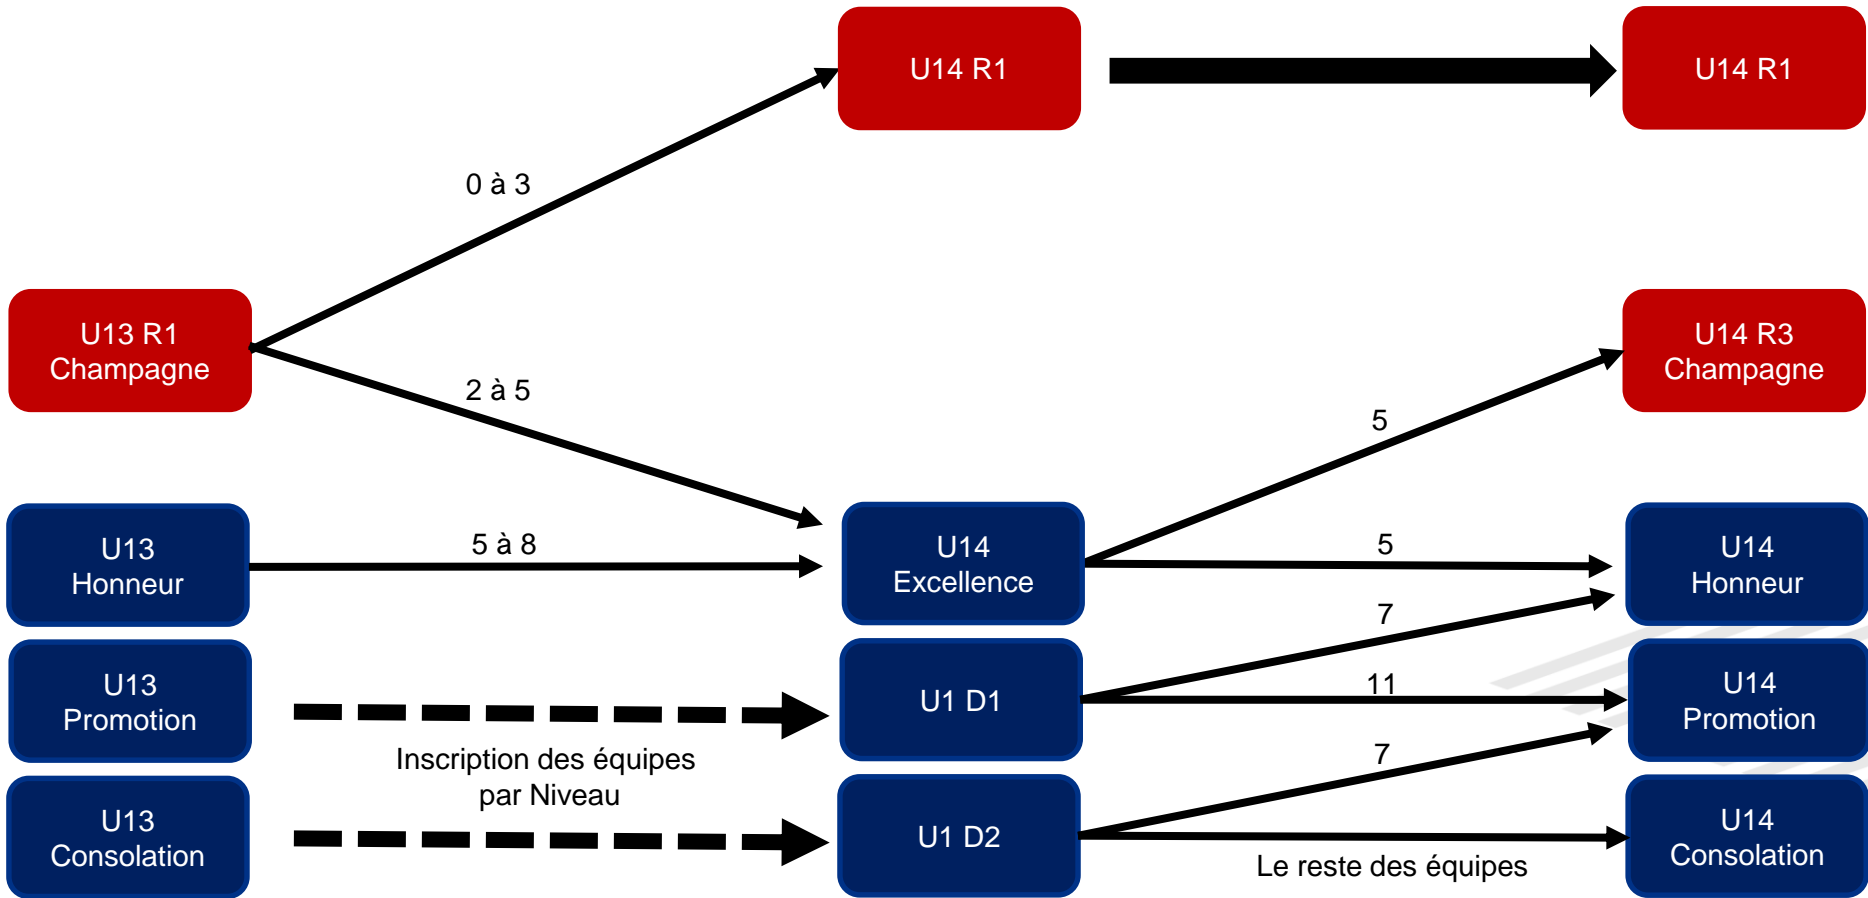 U14 R1
U14 R1
0 à 3
U13 R1
Champagne
U14 R3
Champagne
2 à 5
5
U13
Honneur
5 à 8
U14
Excellence
5
U14
Honneur
7
U13
Promotion
U1 D1
11
U14
Promotion
Inscription des équipes
par Niveau
7
U13
Consolation
U1 D2
Le reste des équipes
U14
Consolation